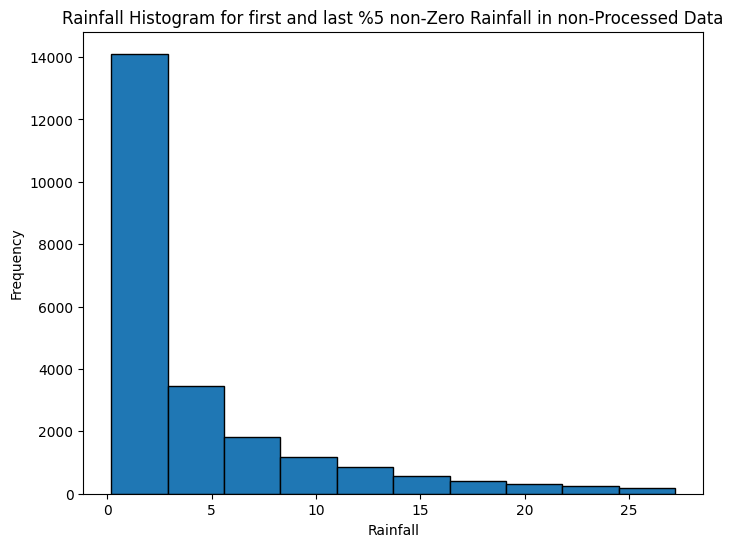 Rainfall Histogram for first and last %5 non-Zero Rainfall in non-Processed Data
14000
12000
10000
8000
6000
4000
2000
0
Frequency
0 5 10 15 20 25
Rainfall